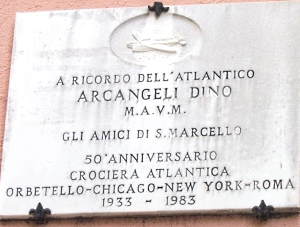 A RICORDO DELL'ATLANTICO
ARCANGELI DINO
M.A.V.M.
GLI AMICI DI S. MARCELLO
50° ANNIVERSARIO
CROCIERA ATLANTICA
ORBETELLO-CHICAGO-NEW YORK-ROMA
1933 - 1983